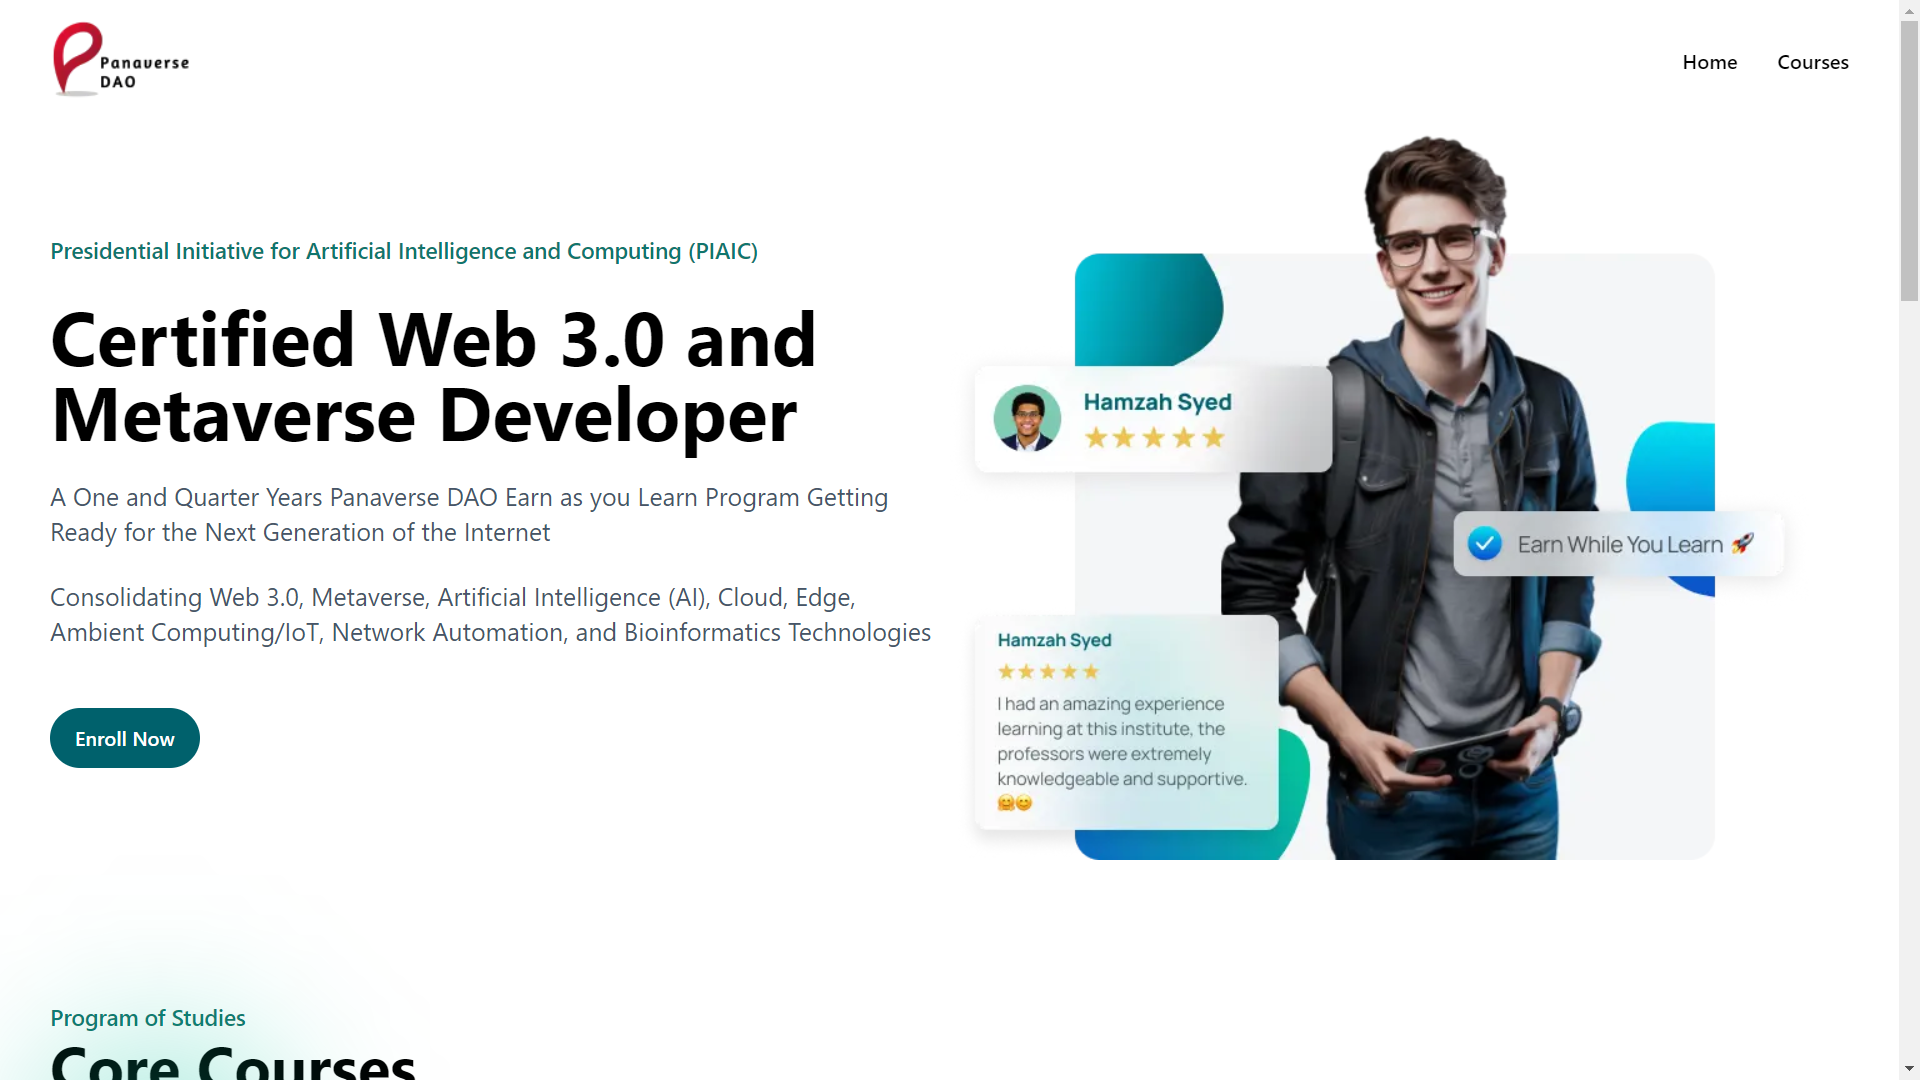 Panaverse
DAO
Home
Courses
Presidential Initiative for Artificial Intelligence and Computing (PIAIC)
Certified Web 3.0 and
Metaverse Developer
A One and Quarter Years Panaverse DAO Earn as you Learn Program Getting
Ready for the Next Generation of the Internet
Consolidating Web 3.0, Metaverse, Artificial Intelligence (AI), Cloud, Edge,
Ambient Computing/IoT, Network Automation, and Bioinformatics Technologies
Enroll Now
Hamzah Syed
Earn While You Learn 🚀
Hamzah Syed
I had an amazing experience
learning at this institute, the
professors were extremely
knowledgeable and supportive.
🤗😊
Program of Studies
Core Courses